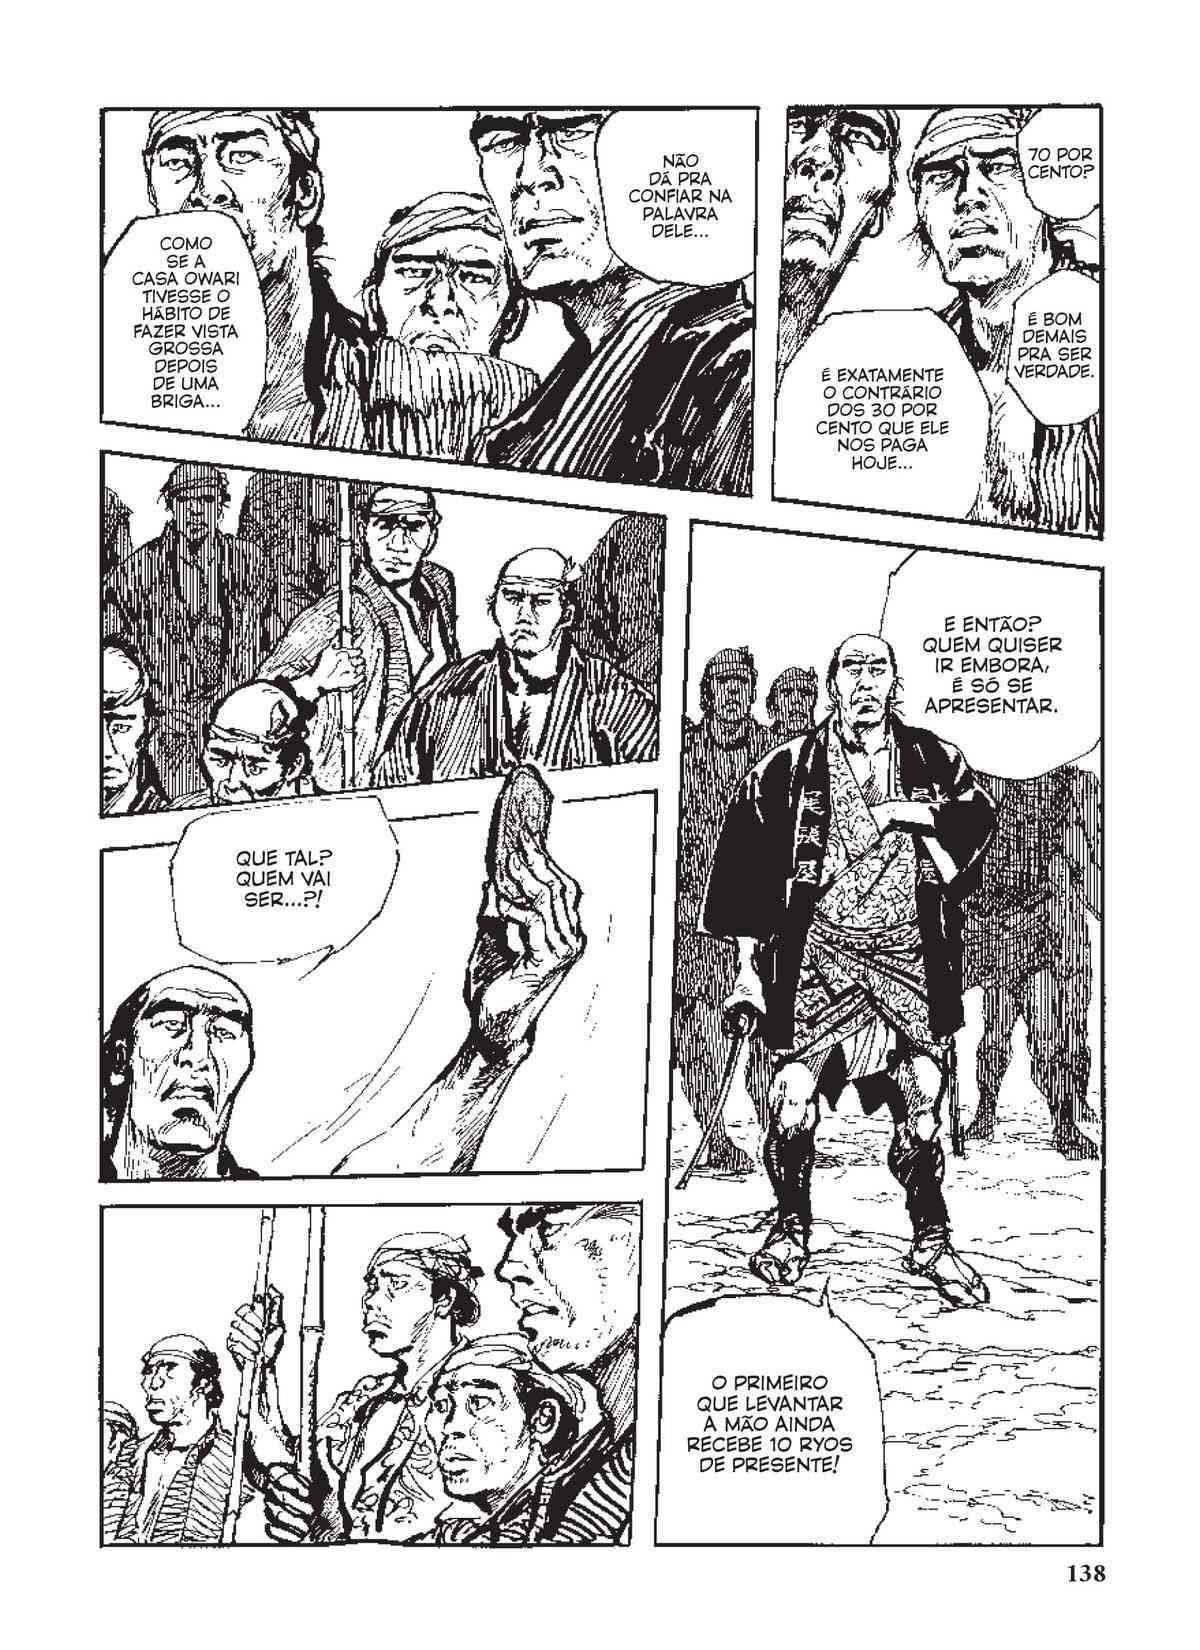 70 POR
CENTO?
É BOM
DEMAIS
PRA SER
VERDADE.
É EXATAMENTE
O CONTRÁRIO
DOS 30 POR
CENTO QUE ELE
NOS PAGA
HOJE...
NÃO
DÁ PRA
CONFIAR NA
PALAVRA
DELE...
COMO
SE A
CASA OWARI
TIVESSE O
HÁBITO DE
FAZER VISTA
GROSSA
DEPOIS
DE UMA
BRIGA...
E ENTÃO?
QUEM QUISER
IR EMBORA,
É SÓ SE
APRESENTAR.
尾張屋
O PRIMEIRO
QUE LEVANTAR
A MÃO AINDA
RECEBE 10 RYOS
DE PRESENTE!
QUE TAL?
QUEM VAI
SER...?!
138